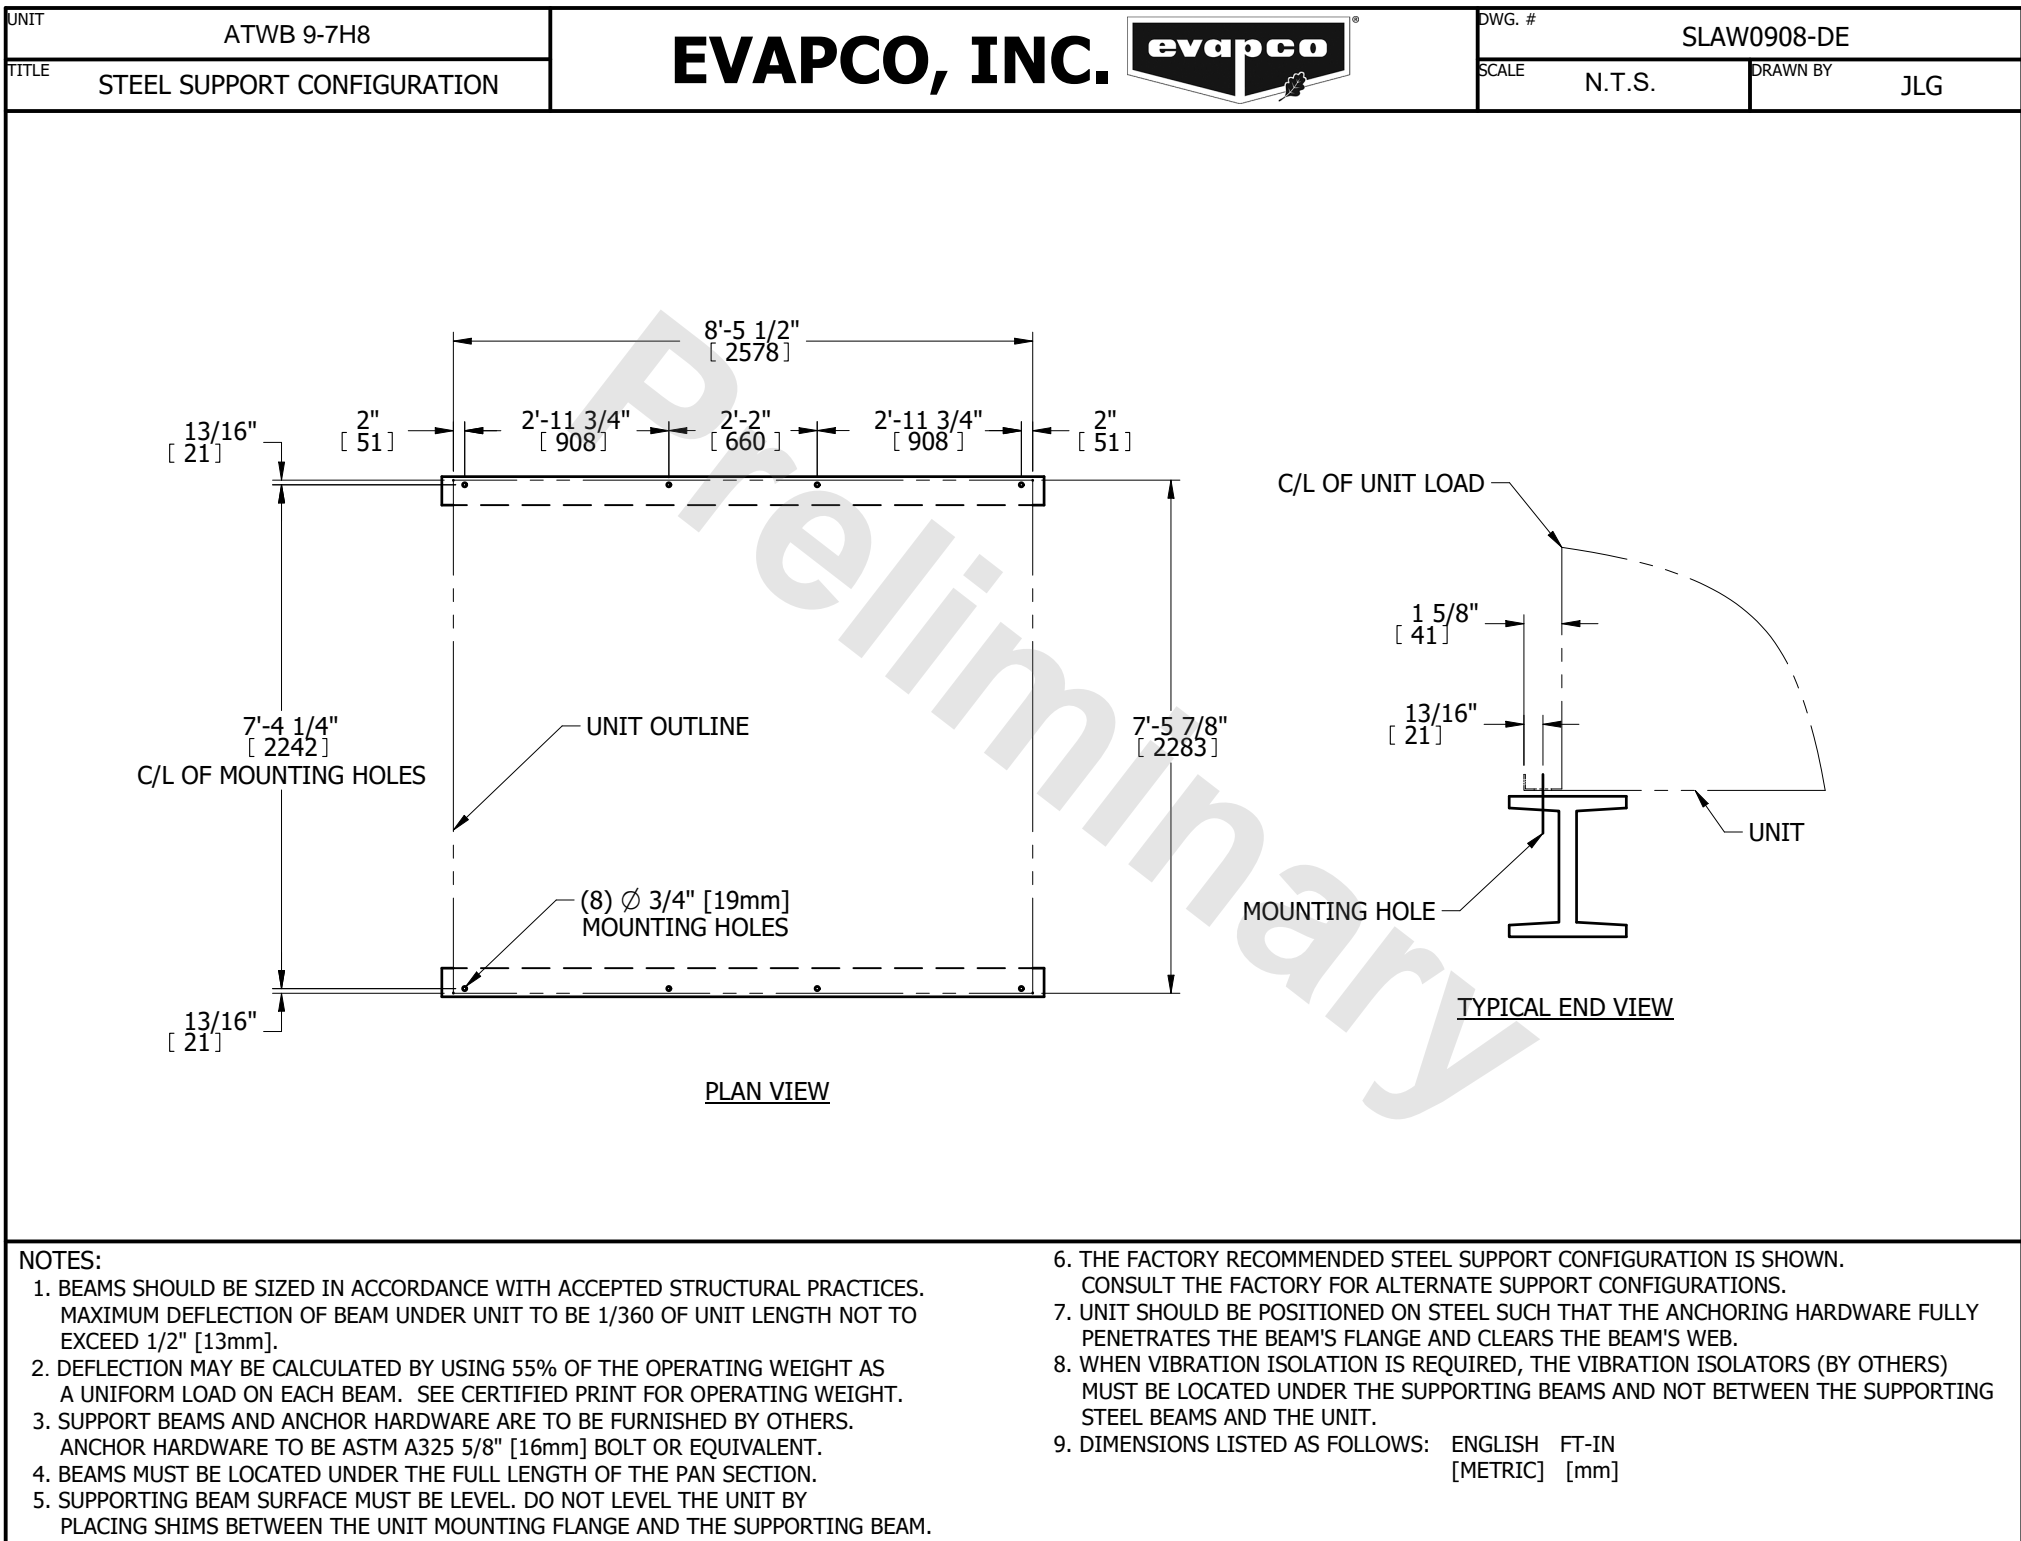 UNIT
ATWB 9-7H8
TITLE
STEEL SUPPORT CONFIGURATION
EVAPCO, INC.
evapco
®
DWG. #
SLAW0908-DE
SCALE
N.T.S.
DRAWN BY
JLG
8'-5 1/2"
[ 2578 ]
13/16"
[ 21 ]
2"
[ 51 ]
2'-11 3/4"
[ 908 ]
2'-2"
[ 660 ]
2'-11 3/4"
[ 908 ]
2"
[ 51 ]
7'-4 1/4"
[ 2242 ]
C/L OF MOUNTING HOLES
UNIT OUTLINE
7'-5 7/8"
[ 2283 ]
(8) Ø 3/4" [19mm]
MOUNTING HOLES
13/16"
[ 21 ]
PLAN VIEW
C/L OF UNIT LOAD
1 5/8"
[ 41 ]
13/16"
[ 21 ]
UNIT
MOUNTING HOLE
TYPICAL END VIEW
Preliminary
NOTES:
1. BEAMS SHOULD BE SIZED IN ACCORDANCE WITH ACCEPTED STRUCTURAL PRACTICES.
MAXIMUM DEFLECTION OF BEAM UNDER UNIT TO BE 1/360 OF UNIT LENGTH NOT TO
EXCEED 1/2" [13mm].
2. DEFLECTION MAY BE CALCULATED BY USING 55% OF THE OPERATING WEIGHT AS
A UNIFORM LOAD ON EACH BEAM. SEE CERTIFIED PRINT FOR OPERATING WEIGHT.
3. SUPPORT BEAMS AND ANCHOR HARDWARE ARE TO BE FURNISHED BY OTHERS.
ANCHOR HARDWARE TO BE ASTM A325 5/8" [16mm] BOLT OR EQUIVALENT.
4. BEAMS MUST BE LOCATED UNDER THE FULL LENGTH OF THE PAN SECTION.
5. SUPPORTING BEAM SURFACE MUST BE LEVEL. DO NOT LEVEL THE UNIT BY
PLACING SHIMS BETWEEN THE UNIT MOUNTING FLANGE AND THE SUPPORTING BEAM.
6. THE FACTORY RECOMMENDED STEEL SUPPORT CONFIGURATION IS SHOWN.
CONSULT THE FACTORY FOR ALTERNATE SUPPORT CONFIGURATIONS.
7. UNIT SHOULD BE POSITIONED ON STEEL SUCH THAT THE ANCHORING HARDWARE FULLY
PENETRATES THE BEAM'S FLANGE AND CLEARS THE BEAM'S WEB.
8. WHEN VIBRATION ISOLATION IS REQUIRED, THE VIBRATION ISOLATORS (BY OTHERS)
MUST BE LOCATED UNDER THE SUPPORTING BEAMS AND NOT BETWEEN THE SUPPORTING
STEEL BEAMS AND THE UNIT.
9. DIMENSIONS LISTED AS FOLLOWS: ENGLISH FT-IN
[METRIC] [mm]